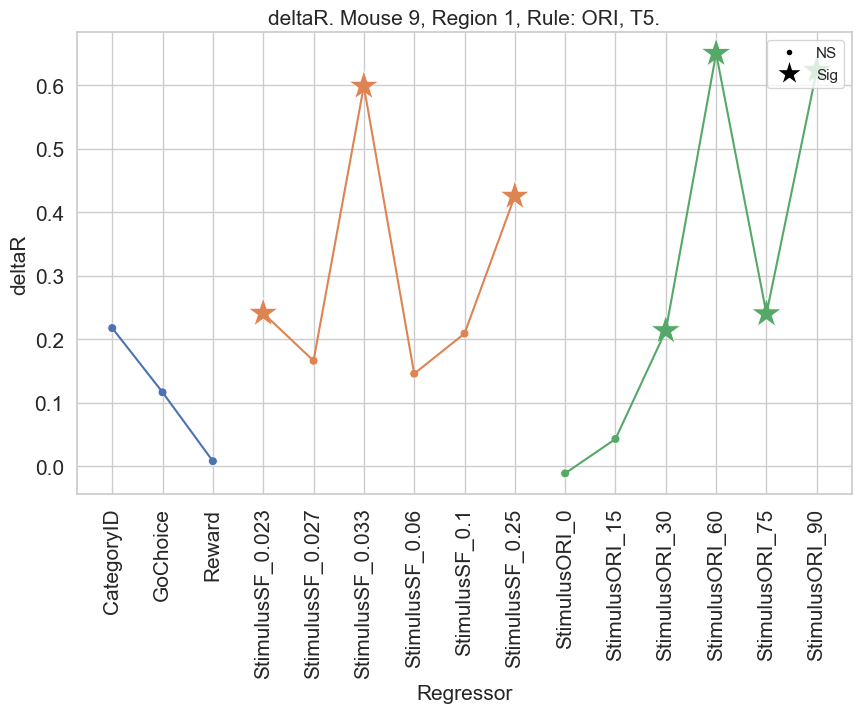 deltaR. Mouse 9, Region 1, Rule: ORI, T5.
NS
Sig
deltaR
0.6
0.5
0.4
0.3
0.2
0.1
0.0
CategoryID
GoChoice
Reward
StimulusSF_0.023
StimulusSF_0.027
StimulusSF_0.033
StimulusSF_0.06
StimulusSF_0.1
StimulusSF_0.25
StimulusORI_0
StimulusORI_15
StimulusORI_30
StimulusORI_60
StimulusORI_75
StimulusORI_90
Regressor